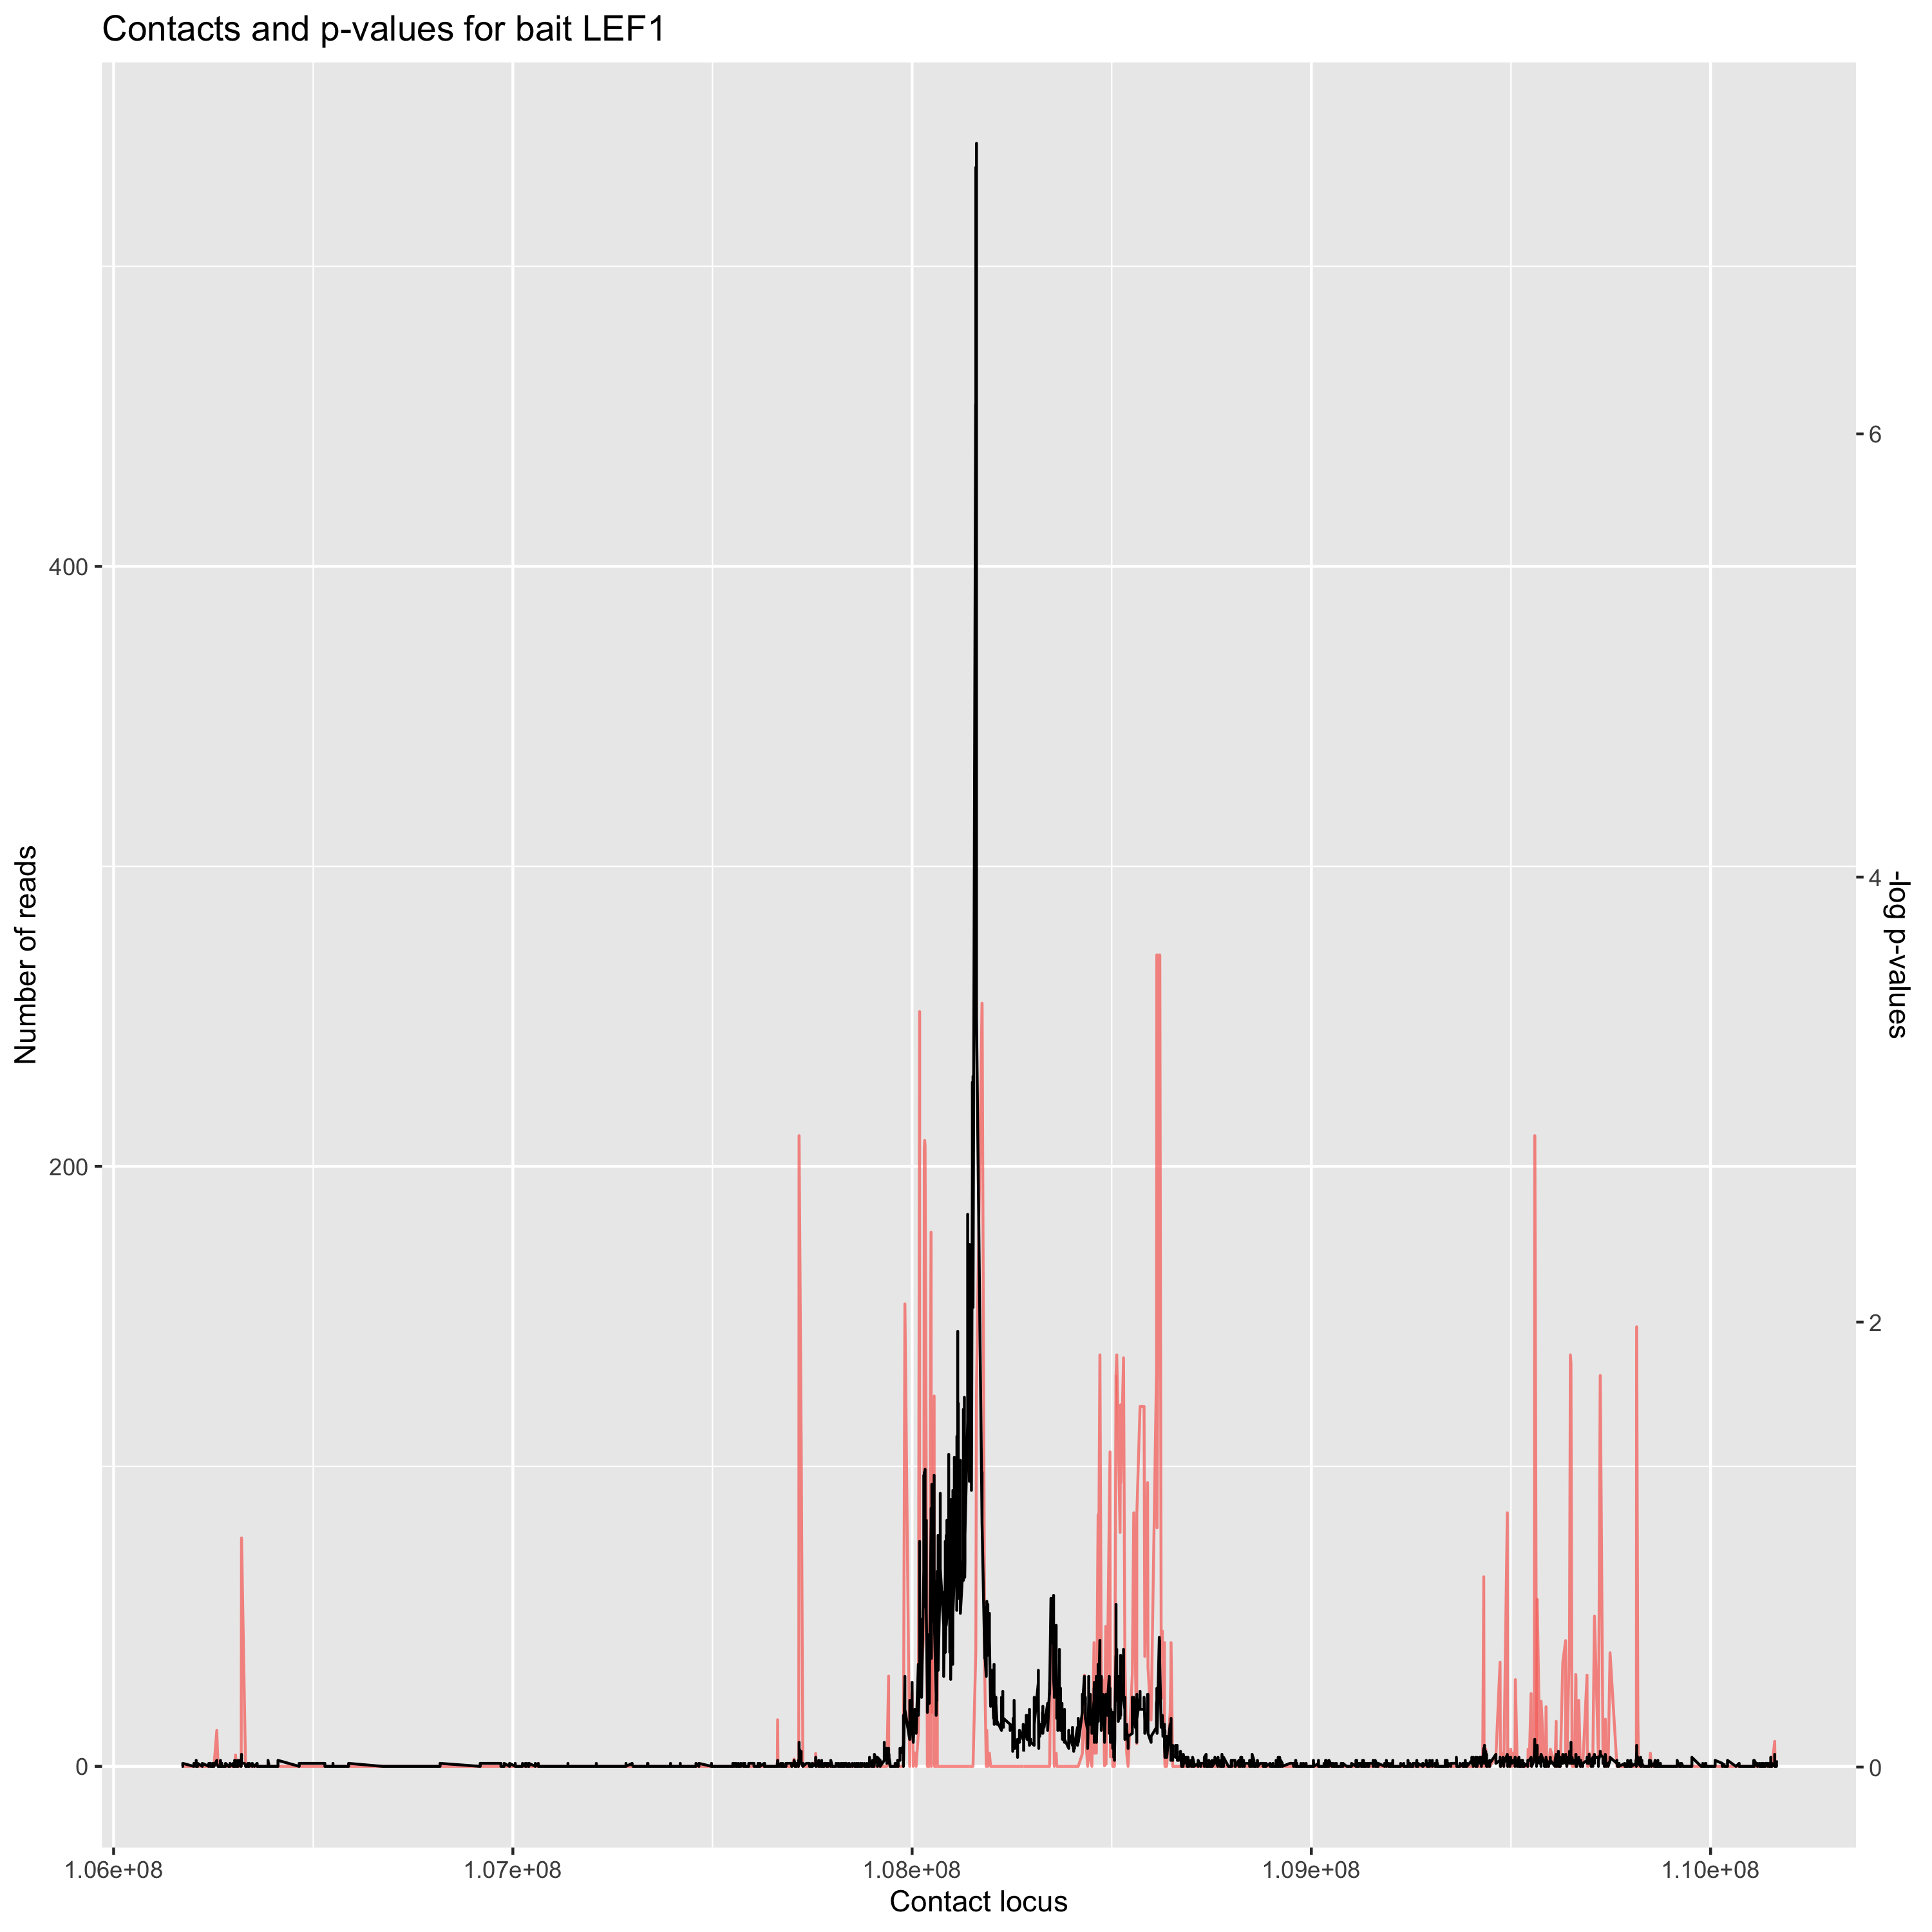 Contacts and p-values for bait LEF1
400
200
0
Number of reads
6
4
2
0
-log p-values
1.06e+08 1.07e+08 1.08e+08 1.09e+08 1.10e+08
Contact locus